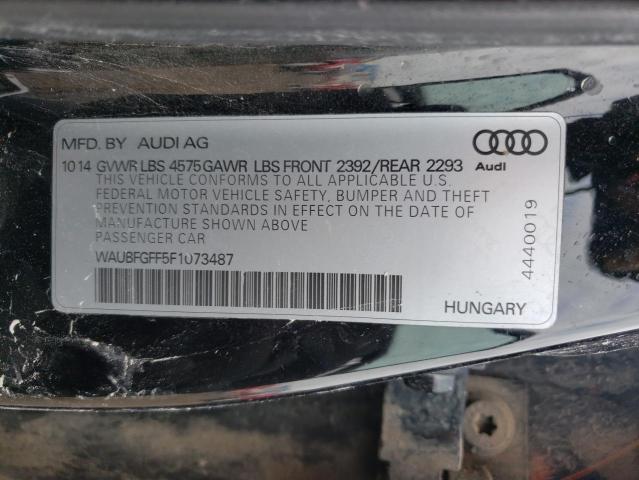 MFD. BY AUDI AG
10 14 GVWR LBS 4575 GAWR LBS FRONT 2392/REAR 2293
Audi
THIS VEHICLE CONFORMS TO ALL APPLICABLE U.S.
FEDERAL MOTOR VEHICLE SAFETY, BUMPER AND THEFT
PREVENTION STANDARDS IN EFFECT ON THE DATE OF
MANUFACTURE SHOWN ABOVE
PASSENGER CAR
WAUBFGFF5F1073487
HUNGARY
4440019